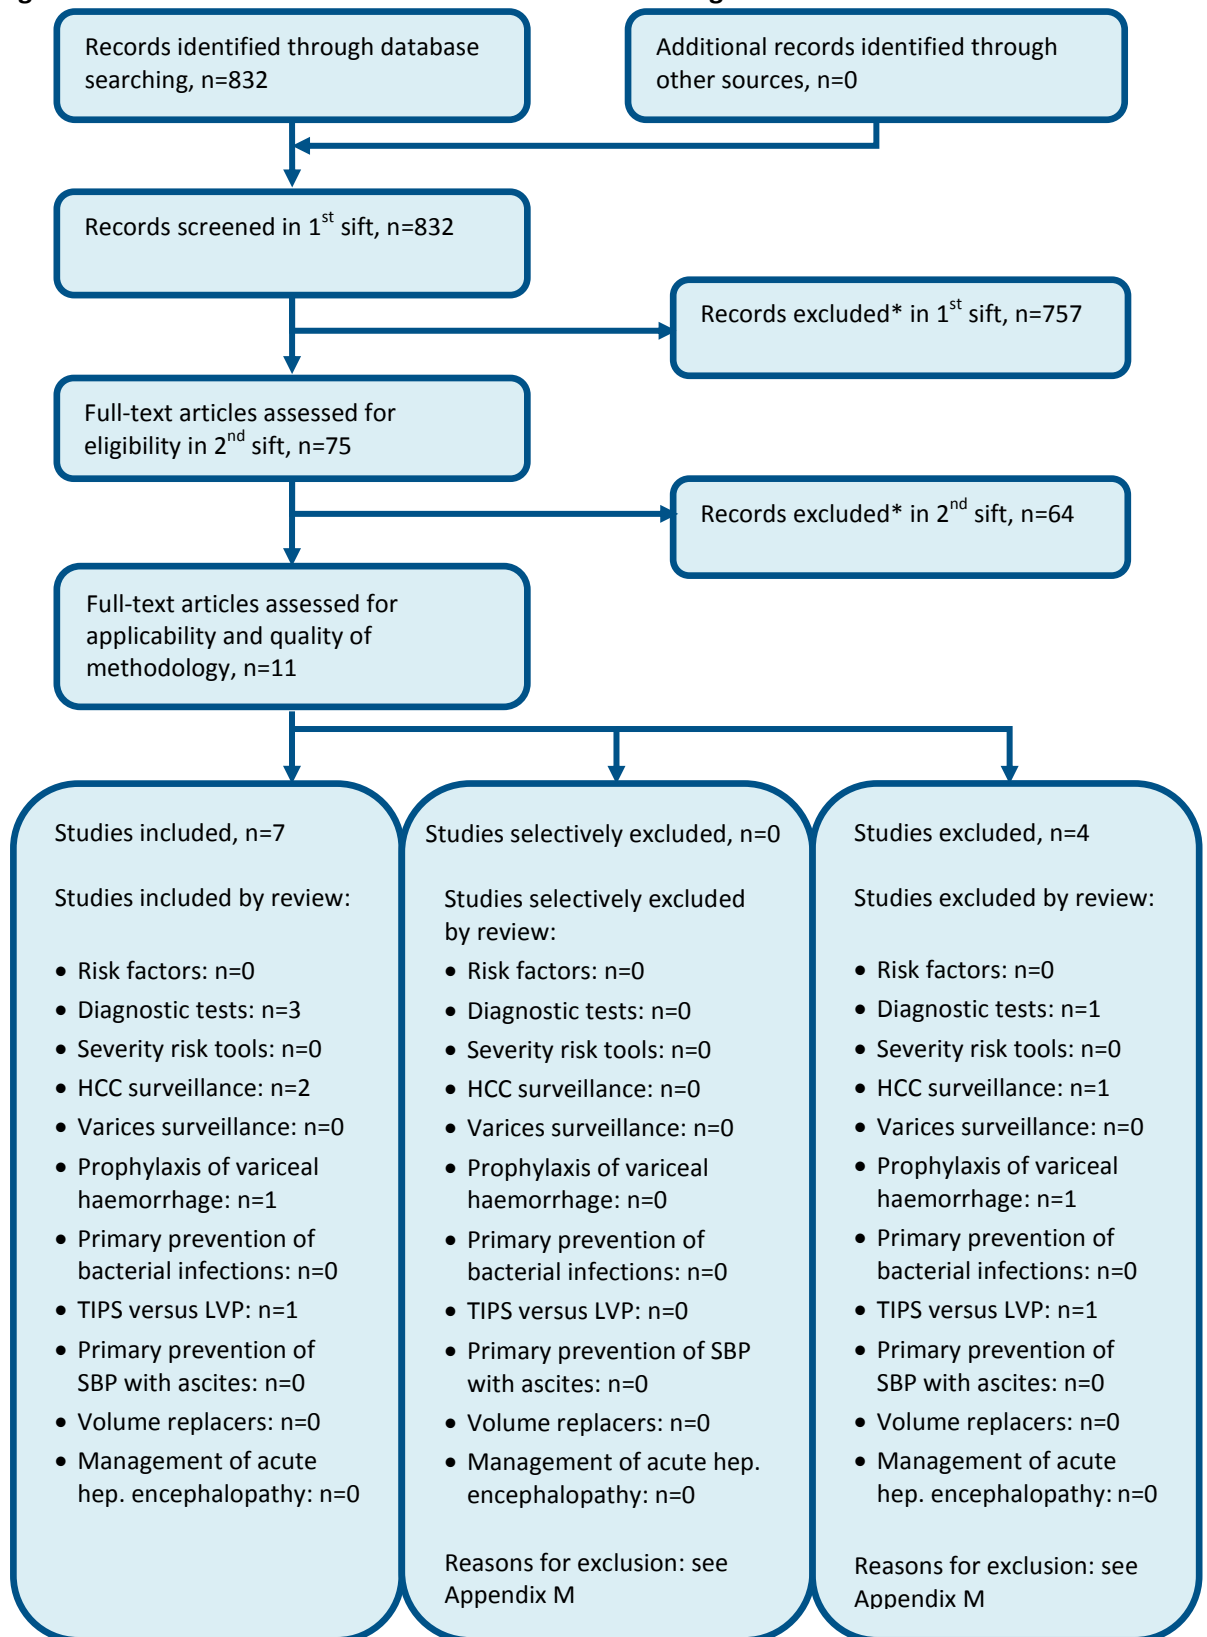 Records identified through database
searching, n=832
Additional records identified through
other sources, n=0
Records screened in 1st sift, n=832
Records excluded* in 1st sift, n=757
Full-text articles assessed for
eligibility in 2nd sift, n=75
Records excluded* in 2nd sift, n=64
Full-text articles assessed for
applicability and quality of
methodology, n=11
Studies included, n=7
Studies included by review:
• Risk factors: n=0
• Diagnostic tests: n=3
• Severity risk tools: n=0
• HCC surveillance: n=2
• Varices surveillance: n=0
• Prophylaxis of variceal
haemorrhage: n=1
• Primary prevention of
bacterial infections: n=0
• TIPS versus LVP: n=1
• Primary prevention of
SBP with ascites: n=0
• Volume replacers: n=0
• Management of acute
hep. encephalopathy: n=0
Studies selectively excluded, n=0
Studies selectively excluded
by review:
• Risk factors: n=0
• Diagnostic tests: n=0
• Severity risk tools: n=0
• HCC surveillance: n=0
• Varices surveillance: n=0
• Prophylaxis of variceal
haemorrhage: n=0
• Primary prevention of
bacterial infections: n=0
• TIPS versus LVP: n=0
• Primary prevention of SBP
with ascites: n=0
• Volume replacers: n=0
• Management of acute hep.
encephalopathy: n=0
Reasons for exclusion: see
Appendix M
Studies excluded, n=4
Studies excluded by review:
• Risk factors: n=0
• Diagnostic tests: n=1
• Severity risk tools: n=0
• HCC surveillance: n=1
• Varices surveillance: n=0
• Prophylaxis of variceal
haemorrhage: n=1
• Primary prevention of
bacterial infections: n=0
• TIPS versus LVP: n=1
• Primary prevention of
SBP with ascites: n=0
• Volume replacers: n=0
• Management of acute
hep. encephalopathy: n=0
Reasons for exclusion: see
Appendix M